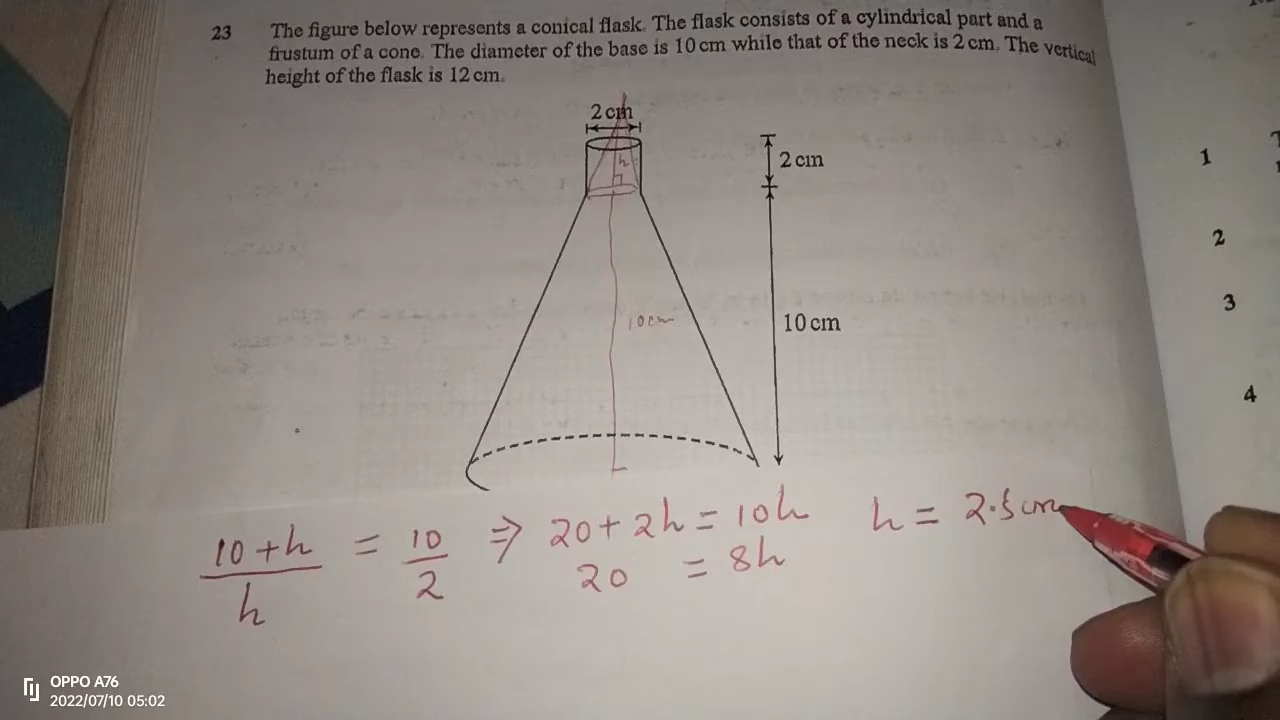 23 The figure below represents a conical flask. The flask consists of a cylindrical part and a
frustum of a cone. The diameter of the base is 10 cm while that of the neck is 2 cm. The vertical
height of the flask is 12 cm.
2 cm
h
2 cm
10cm
10 cm
1
2
3
4
10 + h / h = 10 / 2 ⇒ 20 + 2h = 10h h = 2.5cm
20 = 8h
OPPO A76
2022/07/10 05:02